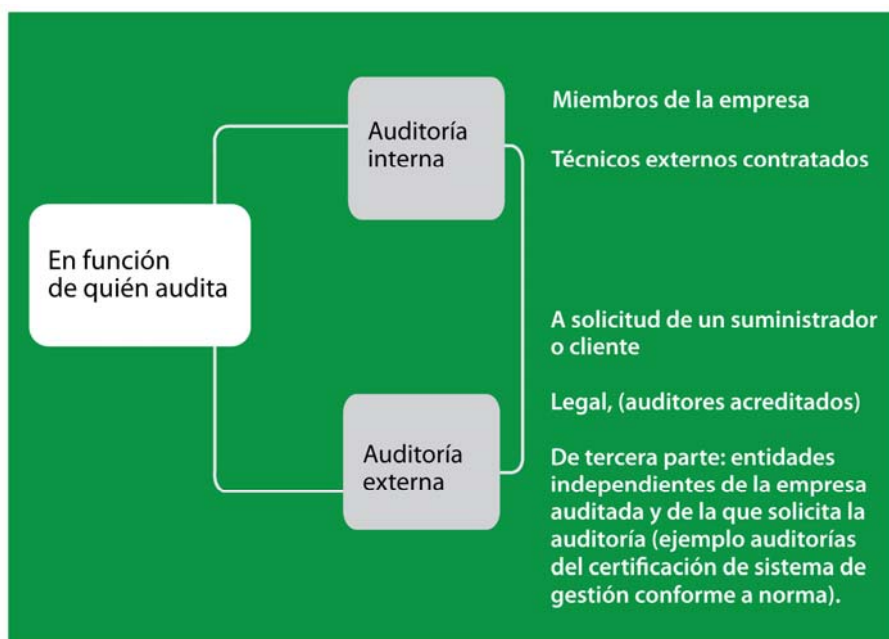 En función
de quién audita
Auditoría
interna
Miembros de la empresa
Técnicos externos contratados
Auditoría
externa
A solicitud de un suministrador
o cliente
Legal, (auditores acreditados)
De tercera parte: entidades
independientes de la empresa
auditada y de la que solicita la
auditoría (ejemplo auditorías
del certificación de sistema de
gestión conforme a norma).